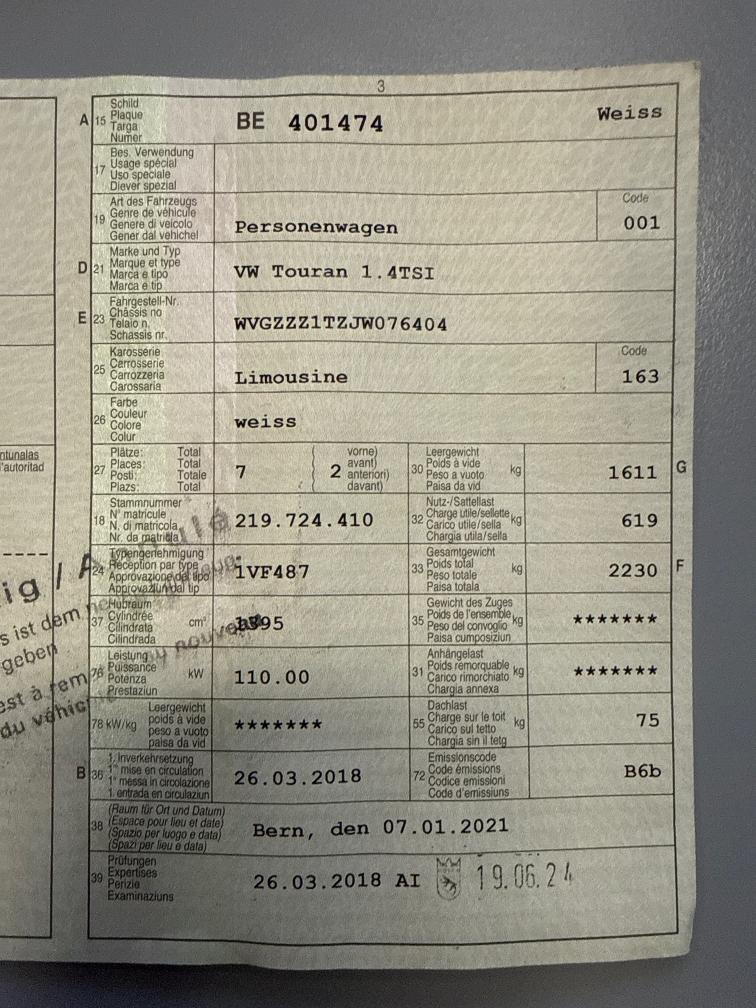 3
A 15 Schild Plaque Targa Numer BE 401474 Weiss
17 Bes. Verwendung
Usage spécial
Uso speciale
Diever spezial
19 Art des Fahrzeugs
Genre de véhicule
Genere di veicolo
Gener dal vehichel
Personenwagen
Code
001
D 21 Marke und Typ
Marque et type
Marca e tipo
Marca e tip
VW Touran 1.4TSI
E 23 Fahrgestell-Nr.
Châssis no
Telaio n.
Schassis nr.
WVGZZZ1TZJW076404
25 Karosserie
Carrosserie
Carrozzeria
Carossaria
Limousine
Code
163
26 Farbe
Couleur
Colore
Colur
weiss
27 Plätze: Total
Places: Total
Posti: Totale
Plazs: Total
7
2
vorne)
avant)
anteriori)
davant)
30 Leergewicht
Poids à vide
Peso a vuoto
Paisa da vid
kg
1611 G
18 Stammnummer
N° matricule
N. di matricola
Nr. da matricla
219.724.410
32 Nutz-/Sattellast
Charge utile/sellette
Carico utile/sella
Chargia utila/sella
kg
619
24 Typengenehmigung
Réception par type
Approvazione del tipo
Approvaziun dal tip
1VF487
33 Gesamtgewicht
Poids total
Peso totale
Paisa totala
kg
2230 F
37 Hubraum
Cylindrée
Cilindrata
Cilindrada
cm³
35 Gewicht des Zuges
Poids de l'ensemble
Peso del convoglio
Paisa cumposiziun
kg
*******
76 Leistung
Puissance
Potenza
Prestaziun
kW
110.00
31 Anhängelast
Poids remorquable
Carico rimorchiato
Chargia annexa
kg
*******
78 kW/kg
Leergewicht
poids à vide
peso a vuoto
paisa da vid
*******
55 Dachlast
Charge sur le toit
Carico sul tetto
Chargia sin il tetg
kg
75
B 36 1. Inverkehrsetzung
1re mise en circulation
1a messa in circolazione
1. entrada en circulaziun
26.03.2018
72 Emissionscode
Code émissions
Codice emissioni
Code d'emissiuns
B6b
38 (Raum für Ort und Datum)
(Espace pour lieu et date)
(Spazio per luogo e data)
(Spazi per lieu e data)
Bern, den 07.01.2021
39 Prüfungen
Expertises
Perizie
Examinaziuns
26.03.2018 AI 19.06.24
ntunalas
l'autoritad
ig / A
s ist dem
geben
est à rem
du véhic